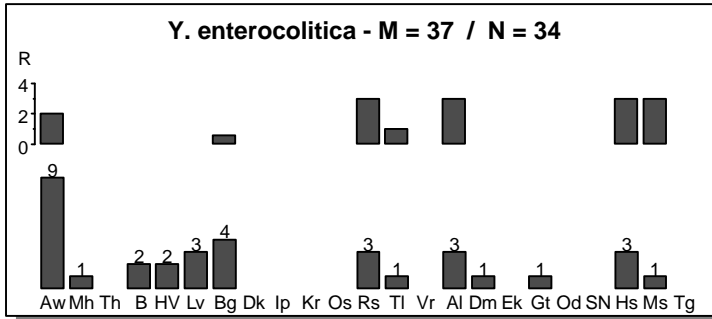 Y. enterocolitica - M = 37 / N = 34
R
4
2
0
9 1 2 2 3 4 3 1 3 1 1 3 1
Aw Mh Th B HV Lv Bg Dk Ip Kr Os Rs Tl Vr Al Dm Ek Gt Od SN Hs Ms Tg